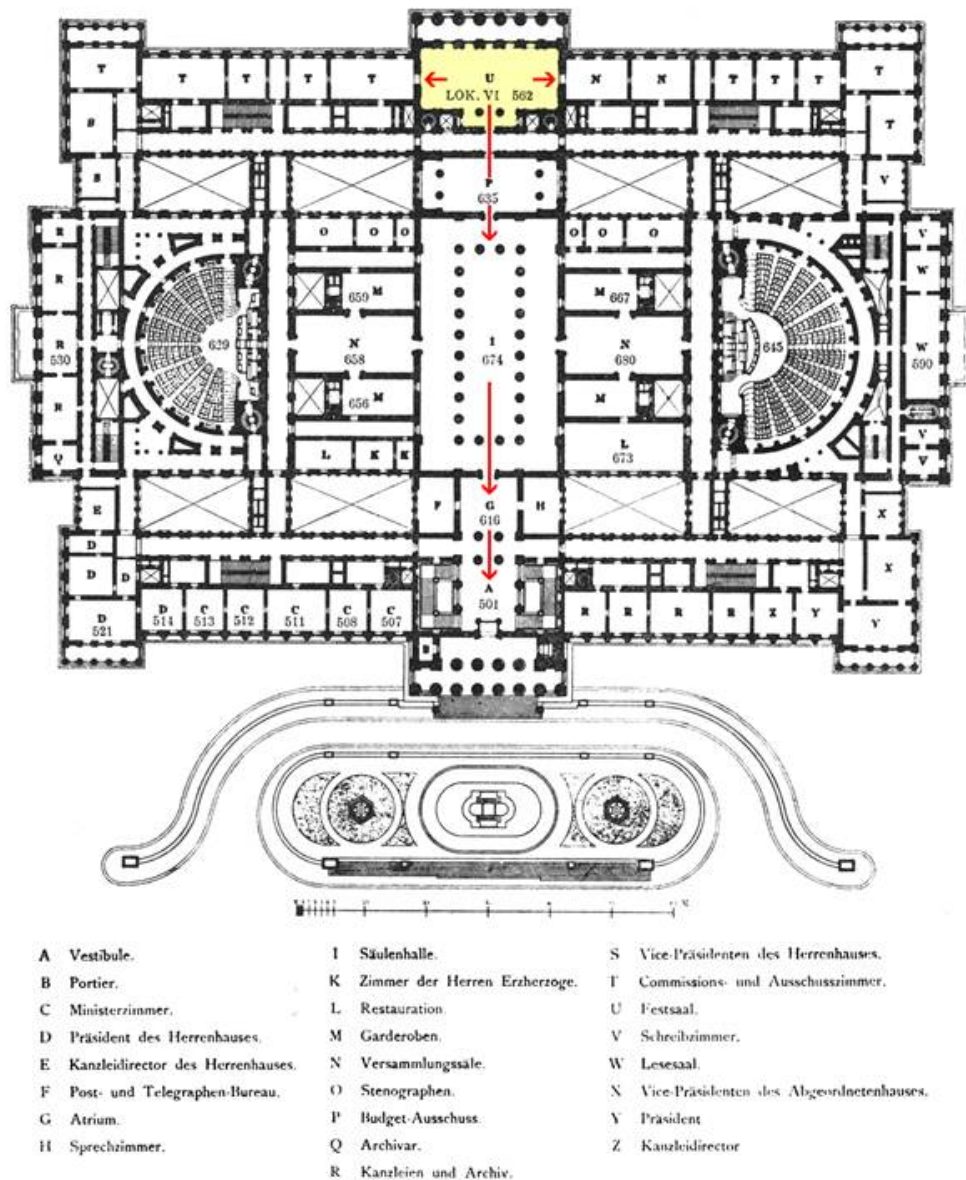 T T T T T U N N T T T T
LOK. VI 562
S T
S P V
635
R O O O O O O V
R 659 M M 667 W
629 I 645
R N N W
530 658 674 680 590
R 656 M M
L K K L V
673
V V
E F G H X
616
D
D D X
A
501
D D C C C C C R R R R X Y Y
521 514 513 512 511 508 507
B
A Vestibule.
B Portier.
C Ministerzimmer.
D Präsident des Herrenhauses.
E Kanzleidirector des Herrenhauses.
F Post- und Telegraphen-Bureau.
G Atrium.
H Sprechzimmer.
I Säulenhalle.
K Zimmer der Herren Erzherzoge.
L Restauration.
M Garderoben.
N Versammlungssäle.
O Stenographen.
P Budget-Ausschuss.
Q Archivar.
R Kanzleien und Archiv.
S Vice-Präsidenten des Herrenhauses.
T Commissions- und Ausschusszimmer.
U Festsaal.
V Schreibzimmer.
W Lesesaal.
X Vice-Präsidenten des Abgeordnetenhauses.
Y Präsident
Z Kanzleidirector